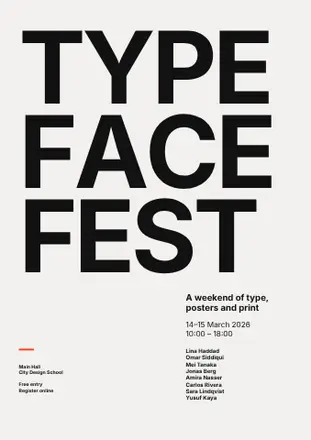 TYPE
FACE
FEST
A weekend of type,
posters and print
14–15 March 2026
10:00 – 18:00
Lina Haddad
Omar Siddiqui
Mei Tanaka
Jonas Berg
Amira Nasser
Carlos Rivera
Sara Lindqvist
Yusuf Kaya
Main Hall
City Design School
Free entry
Register online